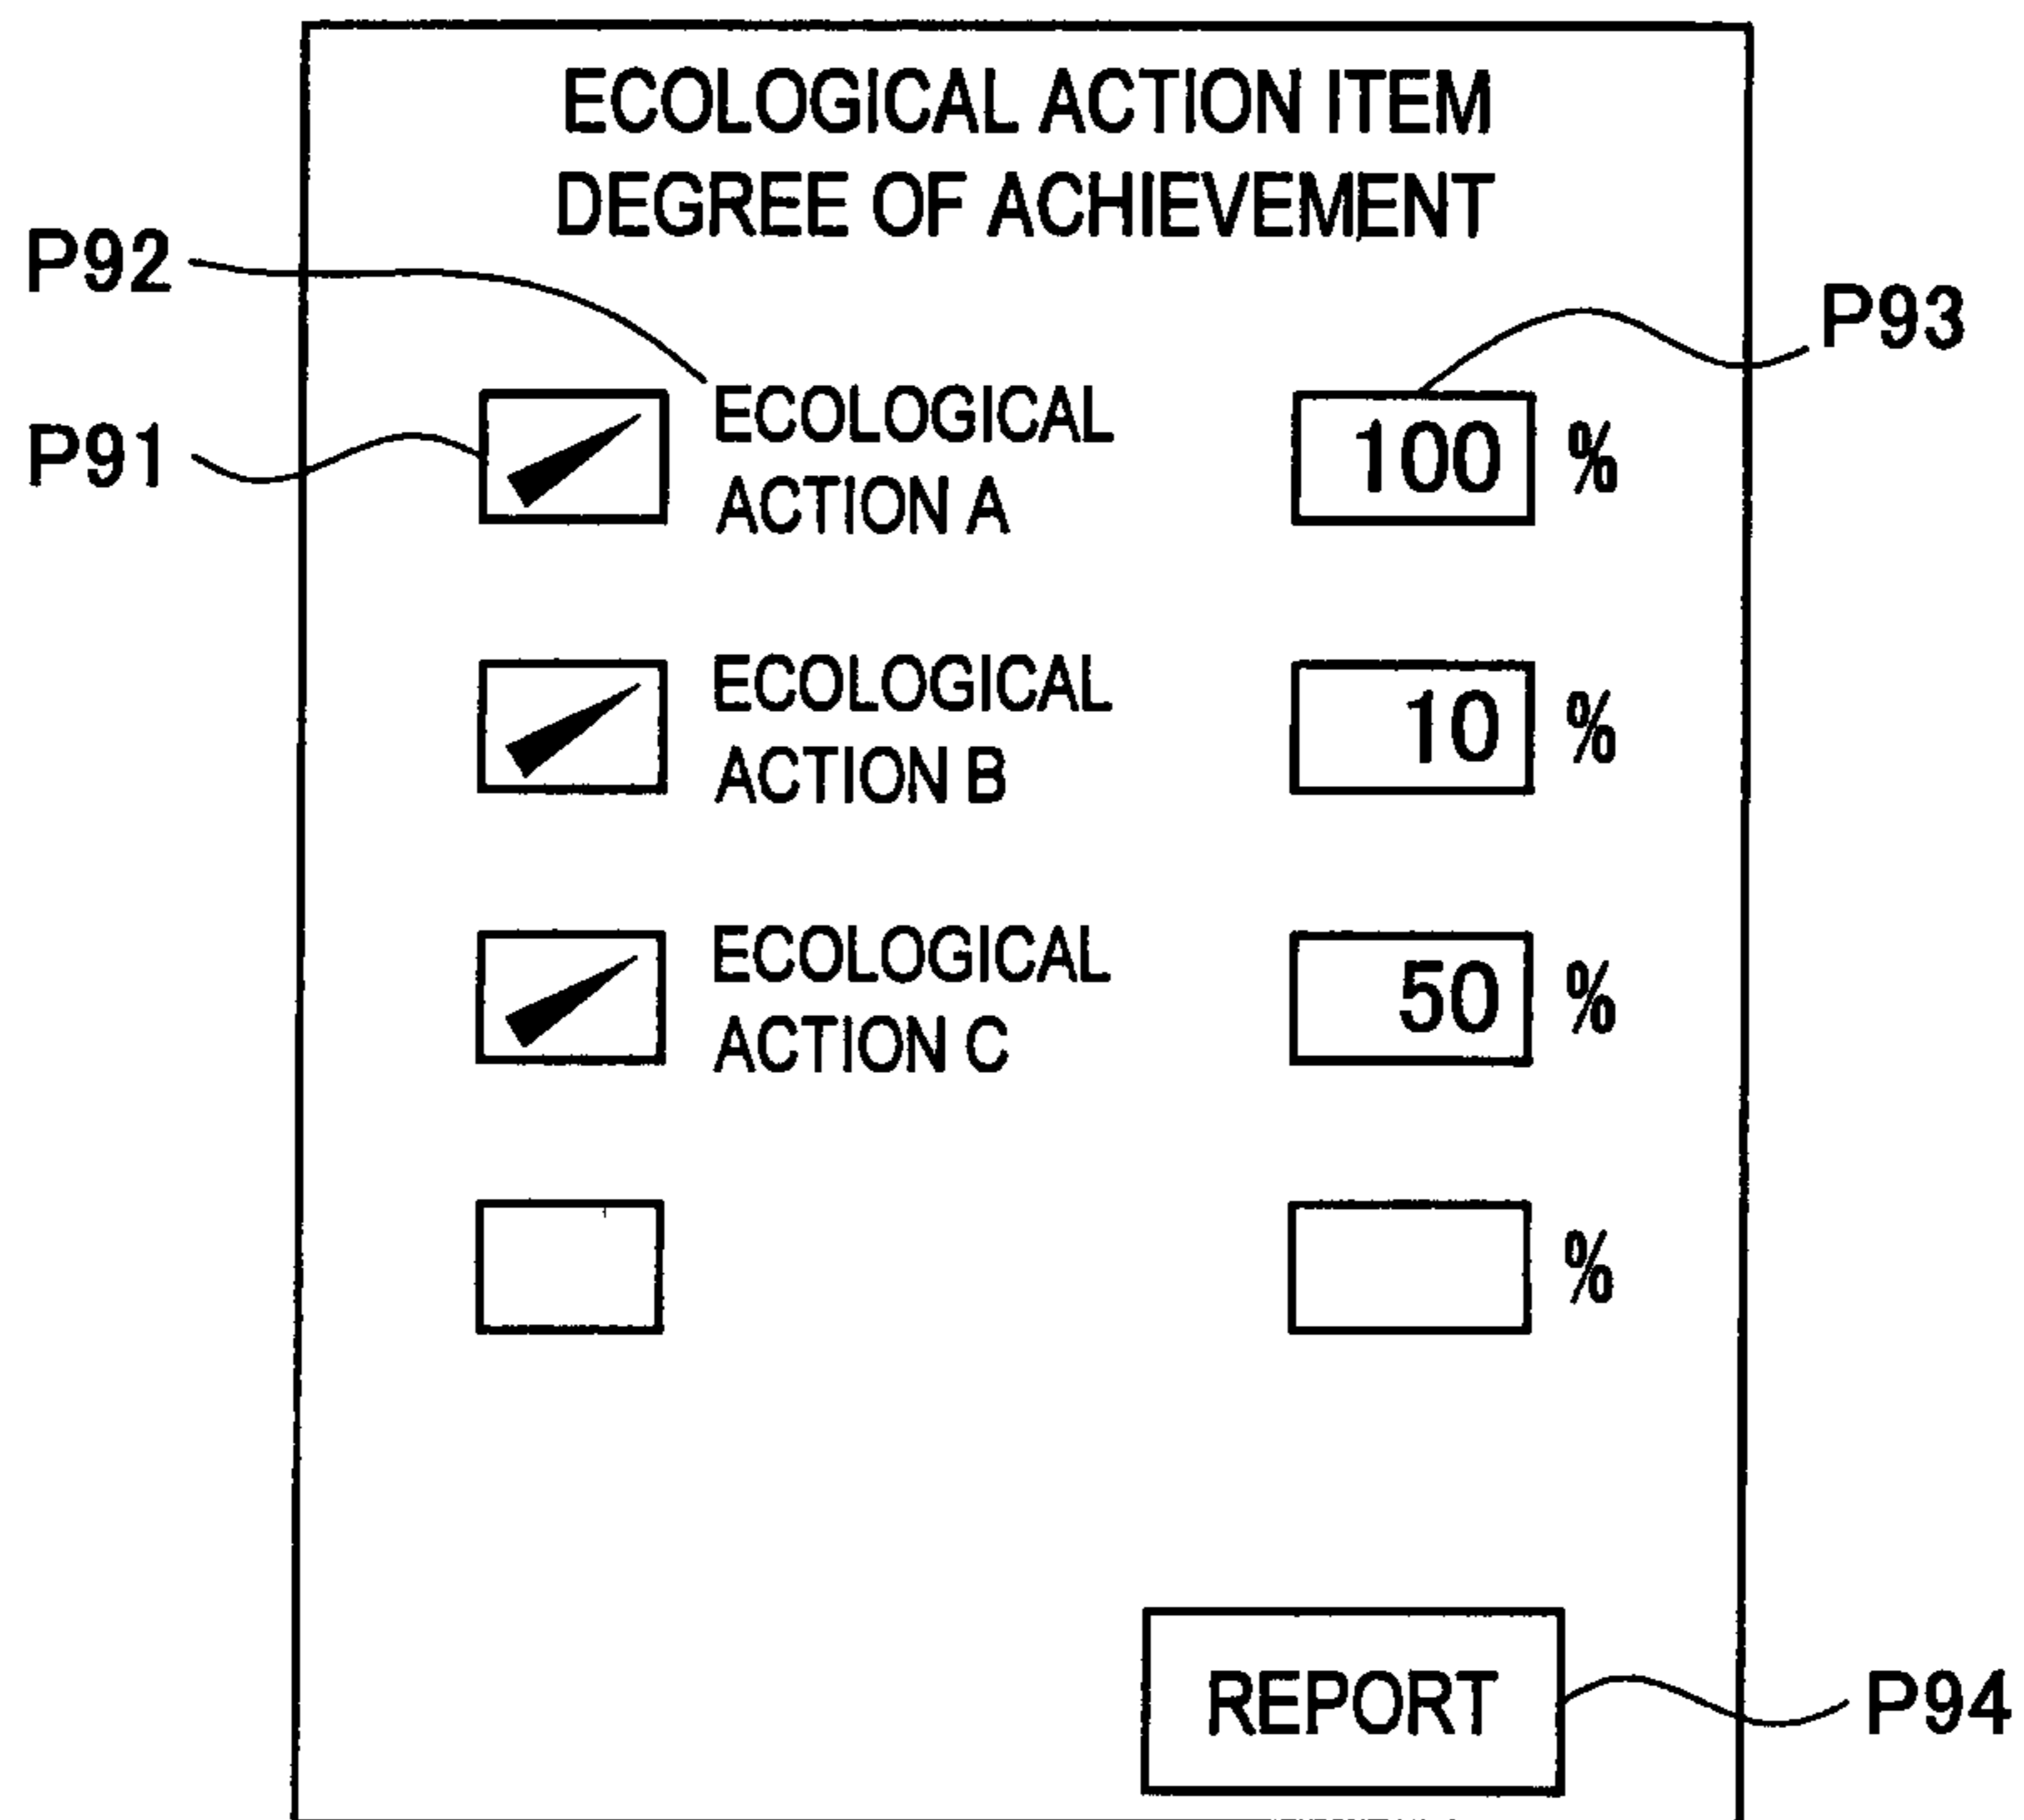 ECOLOGICAL ACTION ITEM
DEGREE OF ACHIEVEMENT
P92
P93
P91
ECOLOGICAL
ACTION A
100 %
ECOLOGICAL
ACTION B
10 %
ECOLOGICAL
ACTION C
50 %
%
REPORT
P94